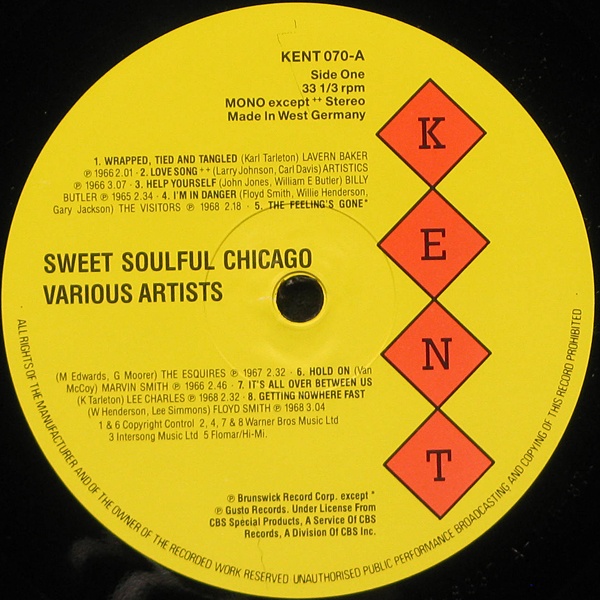 KENT 070-A
Side One
33 1/3 rpm
MONO except ++ Stereo
Made In West Germany
K
E
N
T
1. WRAPPED, TIED AND TANGLED (Karl Tarleton) LAVERN BAKER
℗ 1966 2.01 · 2. LOVE SONG ++ (Larry Johnson, Carl Davis) ARTISTICS
℗ 1966 3.07 · 3. HELP YOURSELF (John Jones, William E Butler) BILLY
BUTLER ℗ 1965 2.34 · 4. I'M IN DANGER (Floyd Smith, Willie Henderson,
Gary Jackson) THE VISITORS ℗ 1968 2.18 · 5. THE FEELING'S GONE*
SWEET SOULFUL CHICAGO
VARIOUS ARTISTS
(M Edwards, G Moorer) THE ESQUIRES ℗ 1967 2.32 · 6. HOLD ON (Van
McCoy) MARVIN SMITH ℗ 1966 2.46 · 7. IT'S ALL OVER BETWEEN US
(K Tarleton) LEE CHARLES ℗ 1968 2.32 · 8. GETTING NOWHERE FAST
(W Henderson, Lee Simmons) FLOYD SMITH ℗ 1968 3.04
1 & 6 Copyright Control 2, 4, 7 & 8 Warner Bros Music Ltd
3 Intersong Music Ltd 5 Flomar/Hi-Mi.
℗ Brunswick Record Corp. except *
℗ Gusto Records. Under License From
CBS Special Products, A Service Of CBS
Records, A Division Of CBS Inc.
ALL RIGHTS OF THE MANUFACTURER AND OF THE OWNER OF THE RECORDED WORK RESERVED UNAUTHORISED PUBLIC PERFORMANCE BROADCASTING AND COPYING OF THIS RECORD PROHIBITED